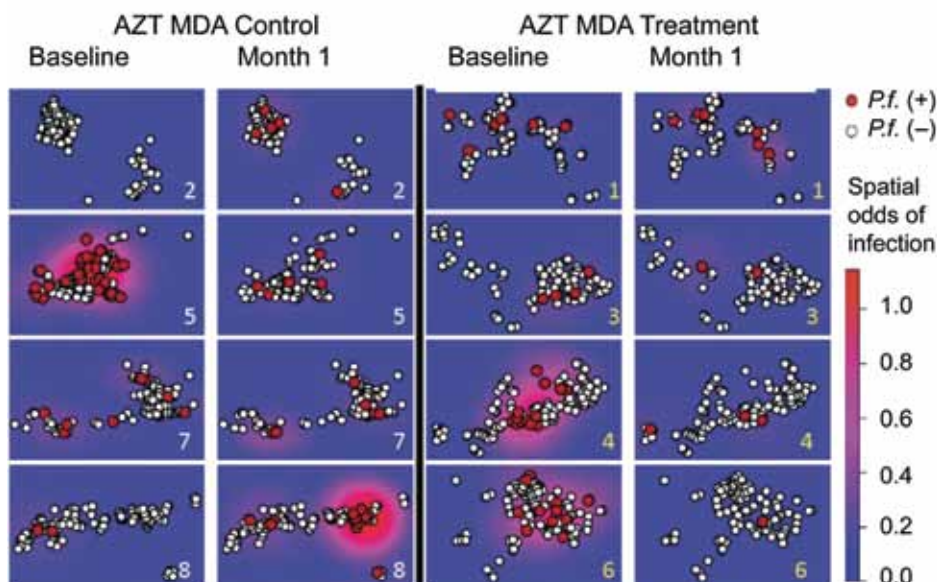 AZT MDA Control AZT MDA Treatment
Baseline Month 1 Baseline Month 1
P.f. (+)
P.f. (–)
2 2 1 1
Spatial
odds of
infection
5 5 3 3
1.0
0.8
7 7 4 4
0.6
0.4
0.2
8 8 6 6
0.0